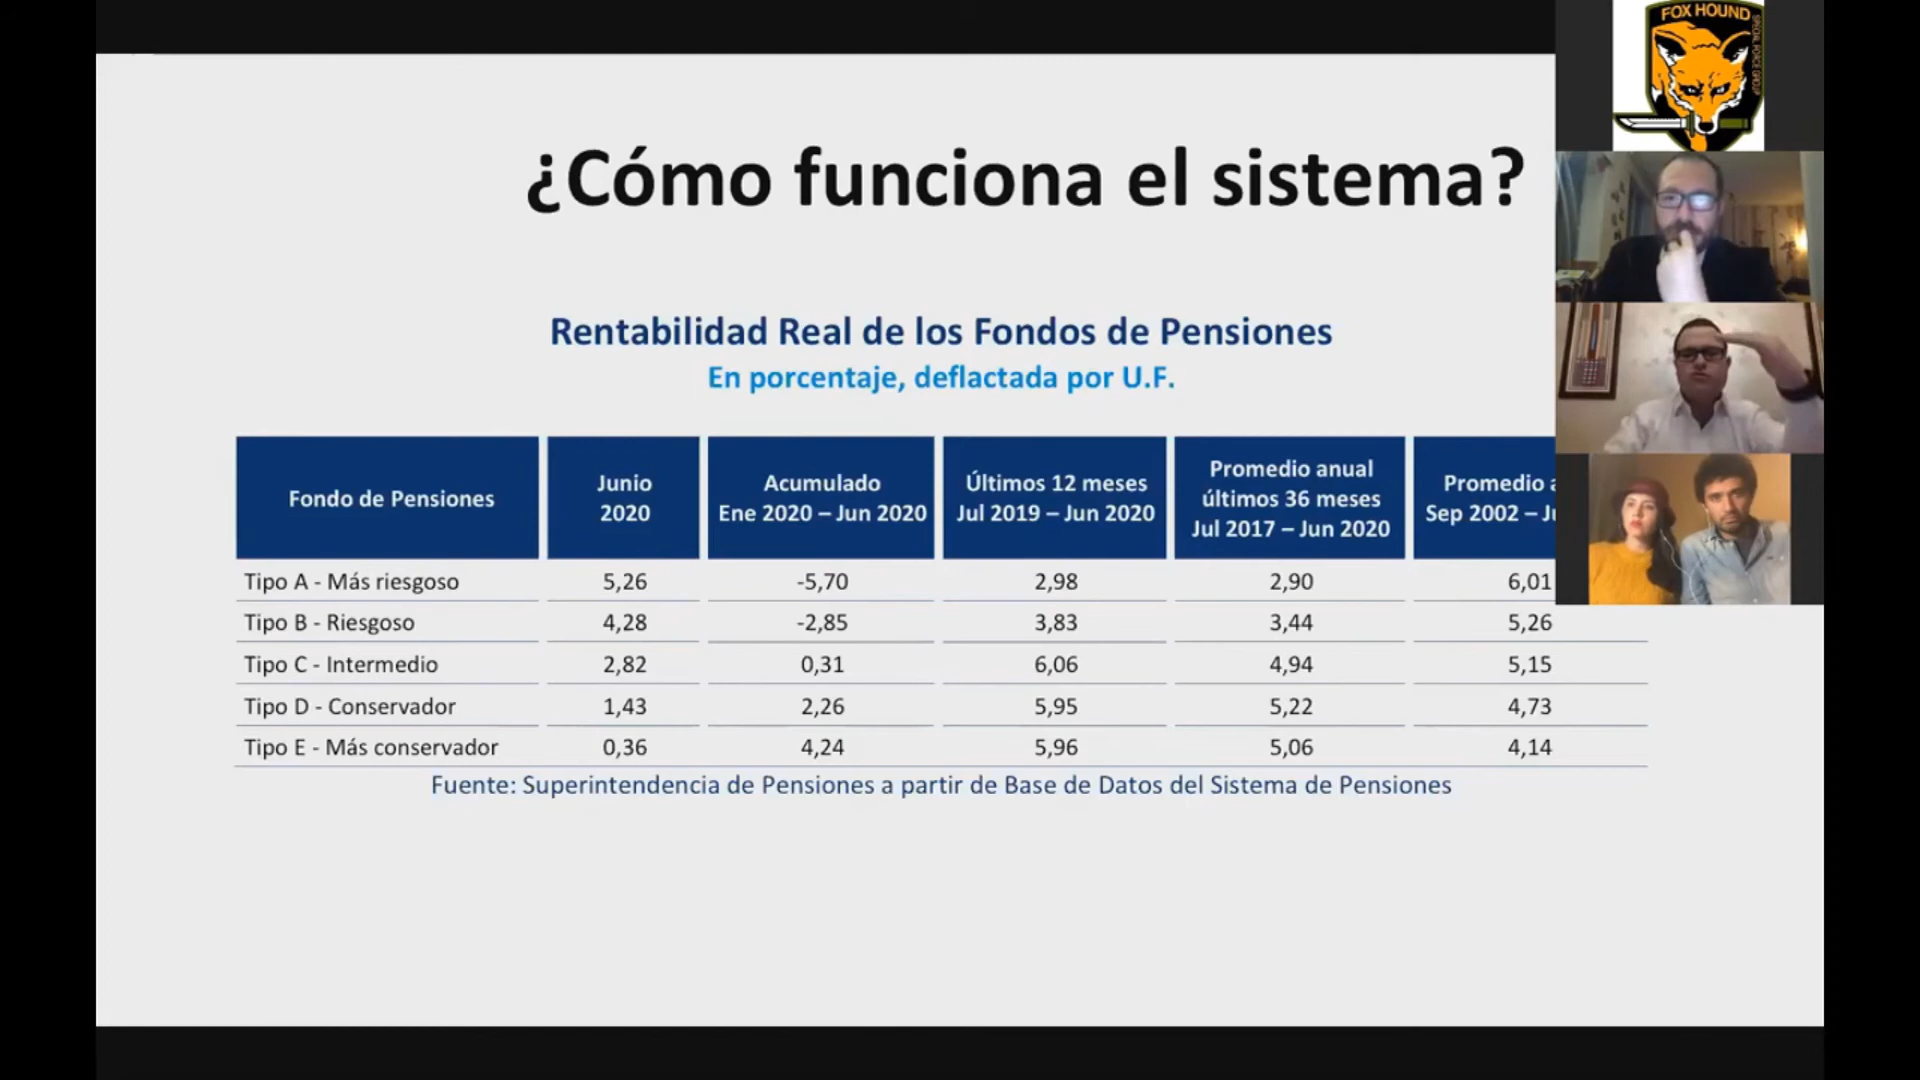 FOX HOUND
SPECIAL FORCE GROUP
¿Cómo funciona el sistema?
Rentabilidad Real de los Fondos de Pensiones
En porcentaje, deflactada por U.F.
Fondo de Pensiones
Junio
2020
Acumulado
Ene 2020 – Jun 2020
Últimos 12 meses
Jul 2019 – Jun 2020
Promedio anual
últimos 36 meses
Jul 2017 – Jun 2020
Promedio
Sep 2002 –
Tipo A - Más riesgoso 5,26 -5,70 2,98 2,90 6,01
Tipo B - Riesgoso 4,28 -2,85 3,83 3,44 5,26
Tipo C - Intermedio 2,82 0,31 6,06 4,94 5,15
Tipo D - Conservador 1,43 2,26 5,95 5,22 4,73
Tipo E - Más conservador 0,36 4,24 5,96 5,06 4,14
Fuente: Superintendencia de Pensiones a partir de Base de Datos del Sistema de Pensiones